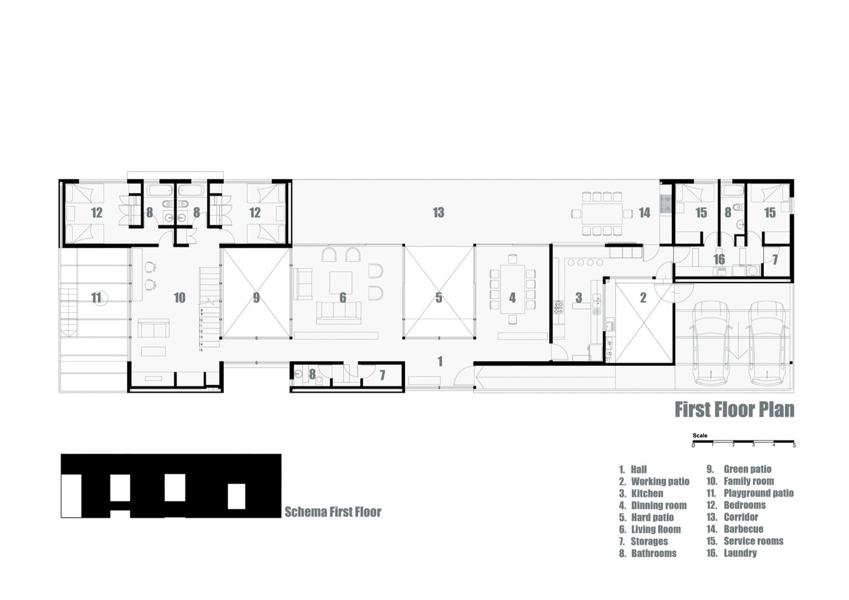 12
8
8
12
13
14
15
8
15
16
7
11
10
9
6
5
4
3
2
1
8
7
First Floor Plan
Scale
0 1 2 3 4 5
Schema First Floor
1. Hall
2. Working patio
3. Kitchen
4. Dinning room
5. Hard patio
6. Living Room
7. Storages
8. Bathrooms
9. Green patio
10. Family room
11. Playground patio
12. Bedrooms
13. Corridor
14. Barbecue
15. Service rooms
16. Laundry